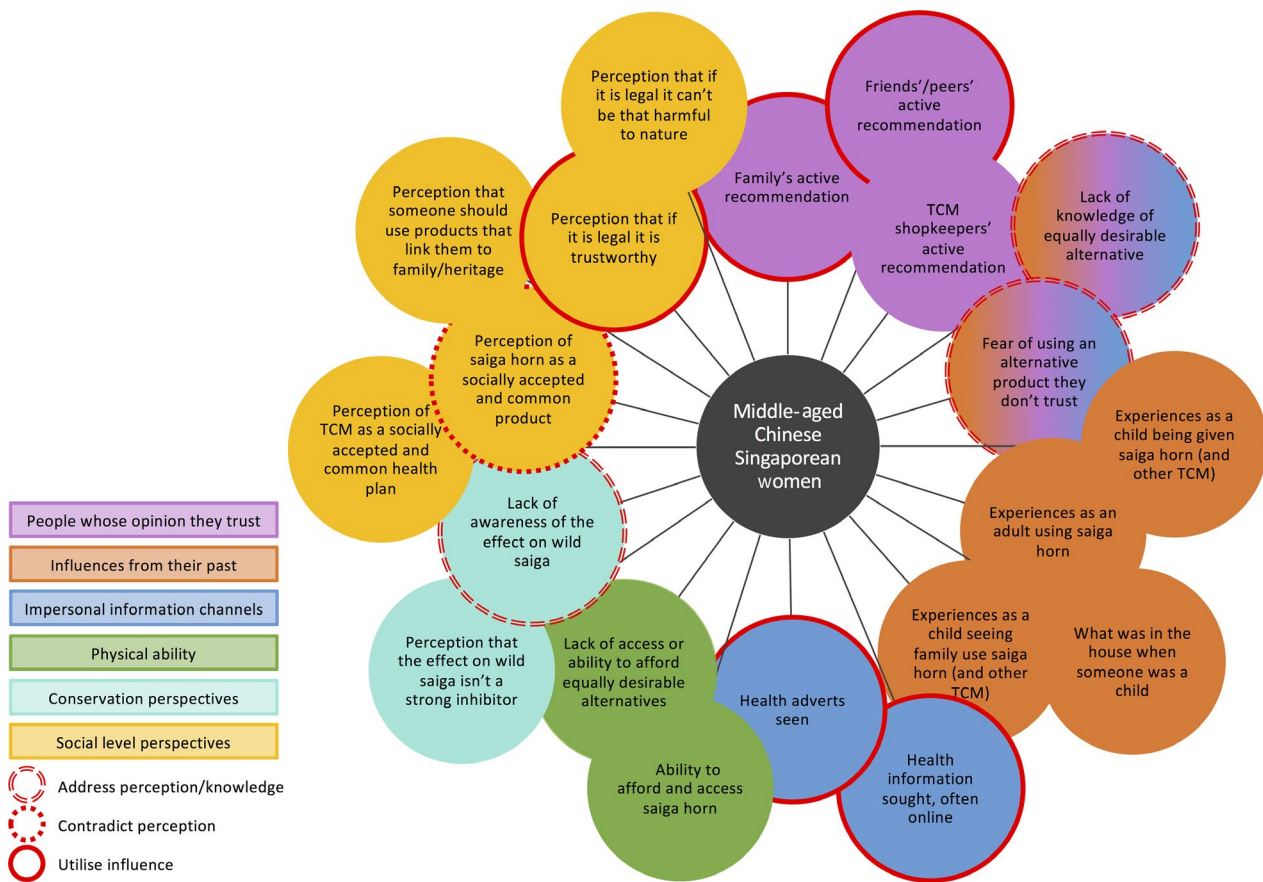 Perception that if
it is legal it can't
be that harmful
to nature
Friends'/peers'
active
recommendation
Family's active
recommendation
Perception that
someone should
use products that
link them to
family/heritage
Perception that if
it is legal it is
trustworthy
TCM
shopkeepers'
active
recommendation
Lack of
knowledge of
equally desirable
alternative
Perception of
saiga horn as a
socially accepted
and common
product
Fear of using an
alternative
product they
don't trust
Perception of
TCM as a socially
accepted and
common health
plan
Middle-aged
Chinese
Singaporean
women
Experiences as a
child being given
saiga horn (and
other TCM)
Lack of
awareness of the
effect on wild
saiga
Experiences as an
adult using saiga
horn
Perception that
the effect on wild
saiga isn't a
strong inhibitor
Lack of access or
ability to afford
equally desirable
alternatives
Experiences as a
child seeing
family use saiga
horn (and other
TCM)
What was in the
house when
someone was a
child
Health adverts
seen
Ability to
afford and access
saiga horn
Health
information
sought, often
online
People whose opinion they trust
Influences from their past
Impersonal information channels
Physical ability
Conservation perspectives
Social level perspectives
Address perception/knowledge
Contradict perception
Utilise influence